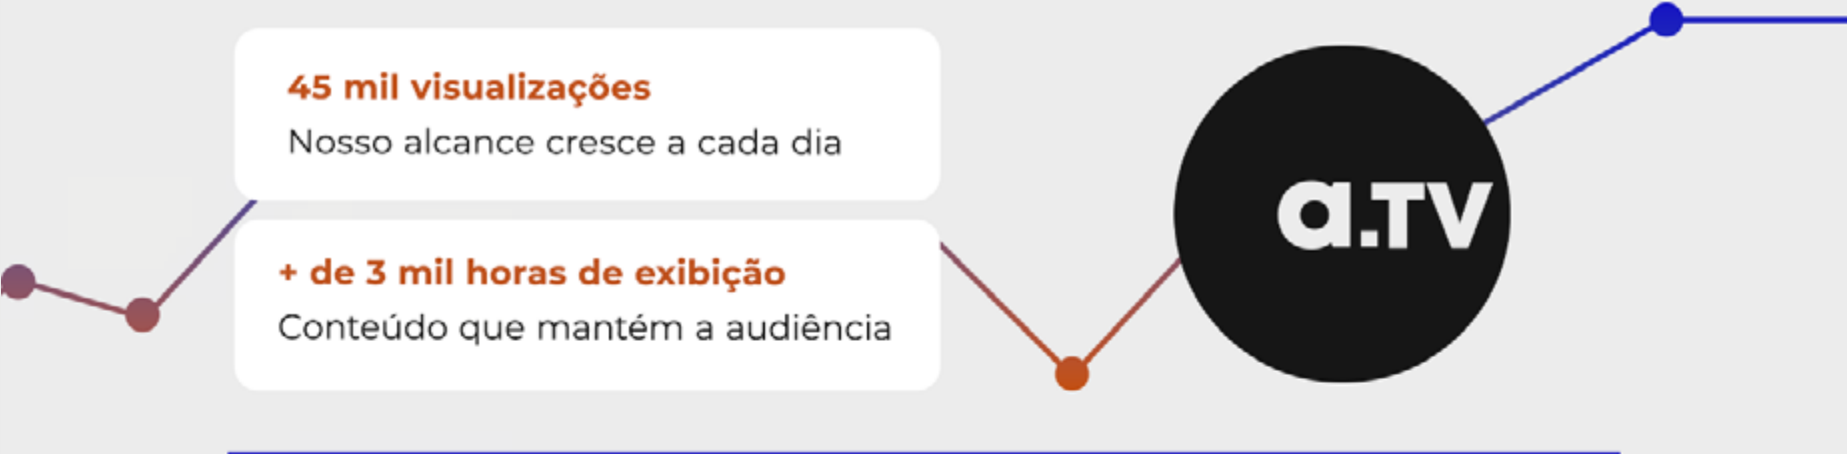 45 mil visualizações
Nosso alcance cresce a cada dia
+ de 3 mil horas de exibição
Conteúdo que mantém a audiência
a.TV